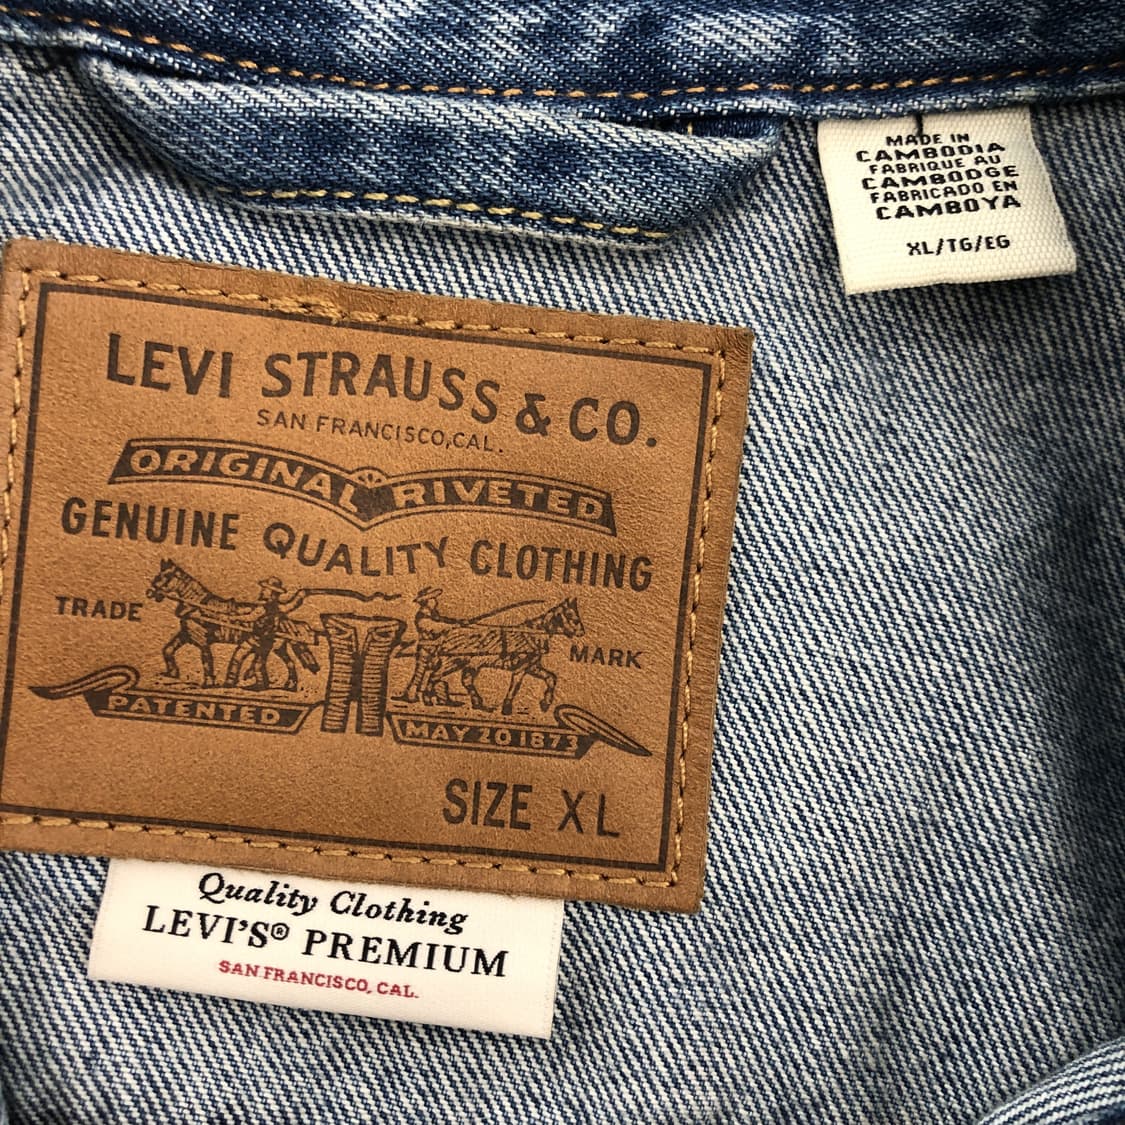 MADE IN
CAMBODIA
FABRIQUE AU
CAMBODGE
FABRICADO EN
CAMBOYA
XL/TG/EG
LEVI STRAUSS & CO.
SAN FRANCISCO, CAL.
ORIGINAL RIVETED
GENUINE QUALITY CLOTHING
TRADE MARK
PATENTED MAY 20 1873
SIZE XL
Quality Clothing
LEVI'S® PREMIUM
SAN FRANCISCO, CAL.